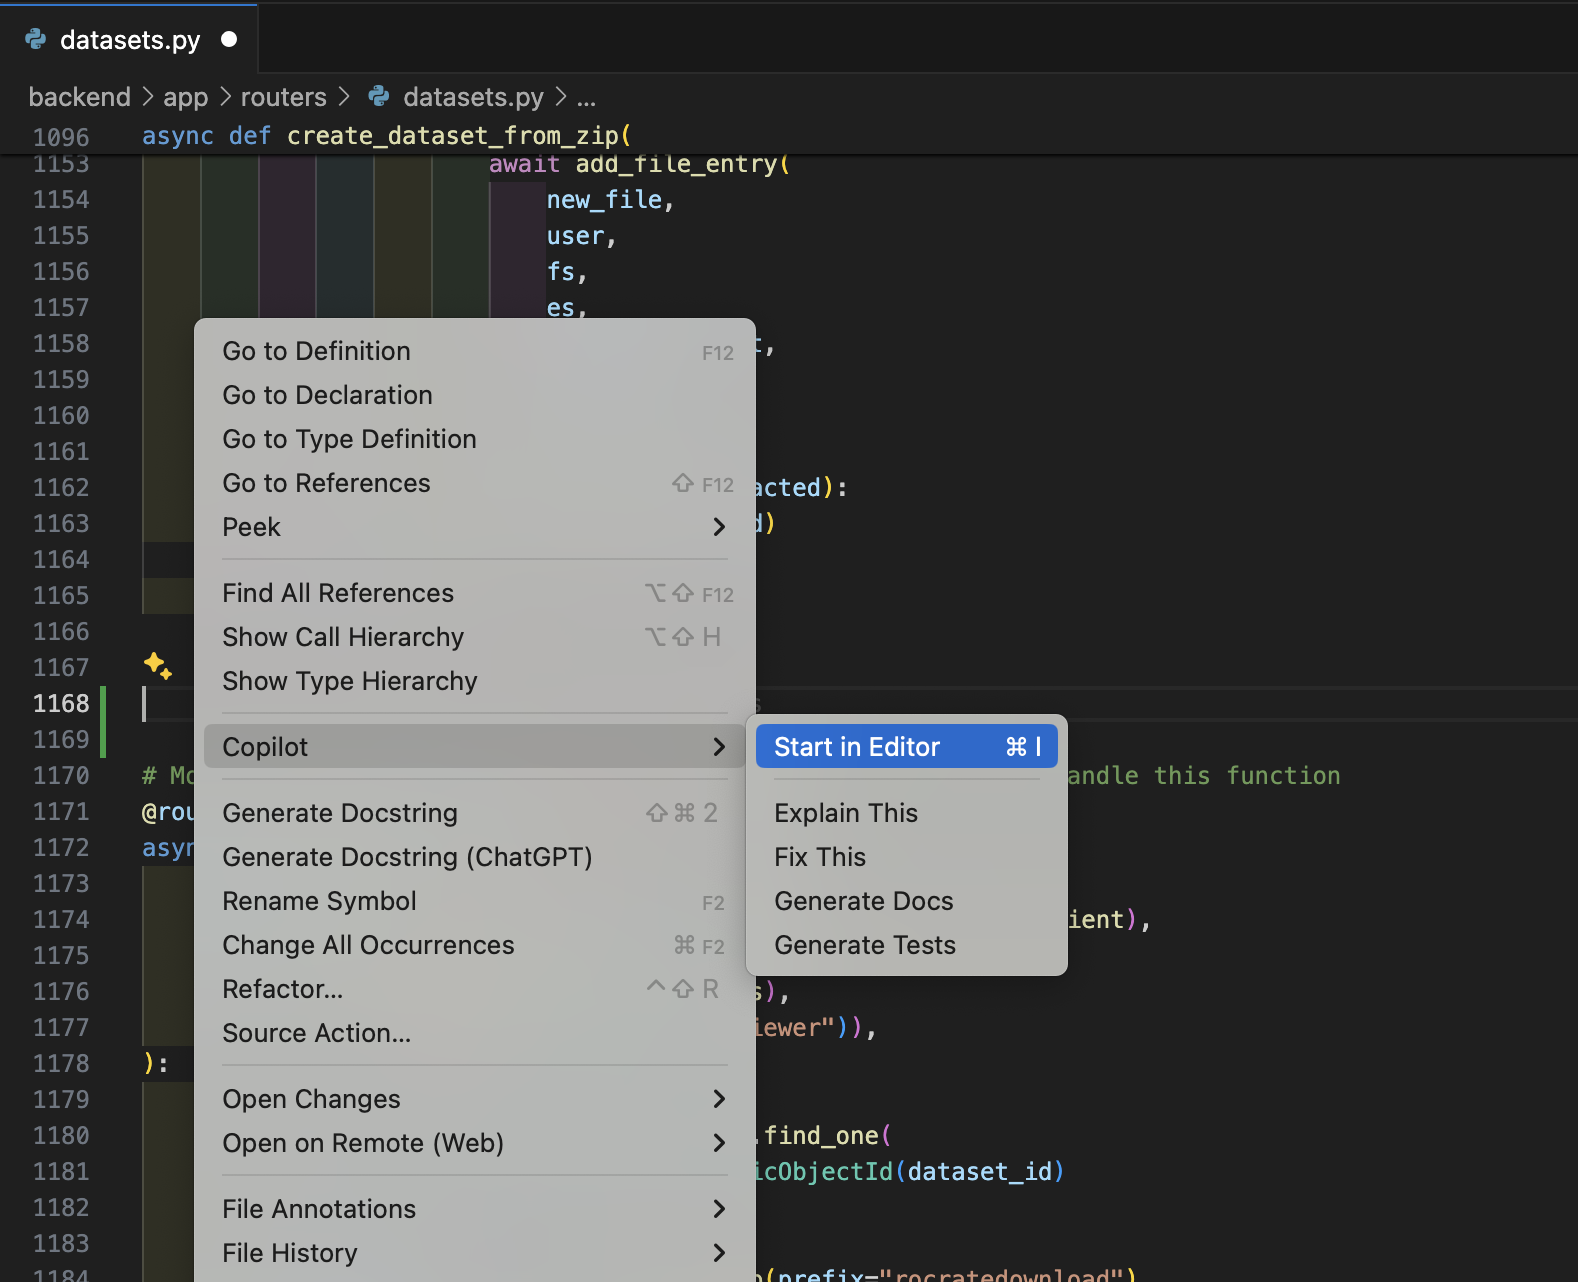 datasets.py
backend > app > routers > datasets.py > ...
1096 async def create_dataset_from_zip(
1153 await add_file_entry(
1154 new_file,
1155 user,
1156 fs,
1157 es,
1158 t,
1159
1160
1161
1162 acted):
1163 d)
1164
1165
1166
1167
1168
1169
1170 # Mo andle this function
1171 @rou
1172 asyn
1173
1174 ient),
1175
1176 s),
1177 iewer")),
1178 ):
1179
1180 .find_one(
1181 icObjectId(dataset_id)
1182
1183
1184 (prefix="rocratedownload")
Go to Definition F12
Go to Declaration
Go to Type Definition
Go to References ⇧ F12
Peek >
Find All References ⌥⇧ F12
Show Call Hierarchy ⌥⇧ H
Show Type Hierarchy
Copilot >
Generate Docstring ⇧⌘ 2
Generate Docstring (ChatGPT)
Rename Symbol F2
Change All Occurrences ⌘ F2
Refactor... ^⇧ R
Source Action...
Open Changes >
Open on Remote (Web) >
File Annotations >
File History >
Start in Editor ⌘ I
Explain This
Fix This
Generate Docs
Generate Tests